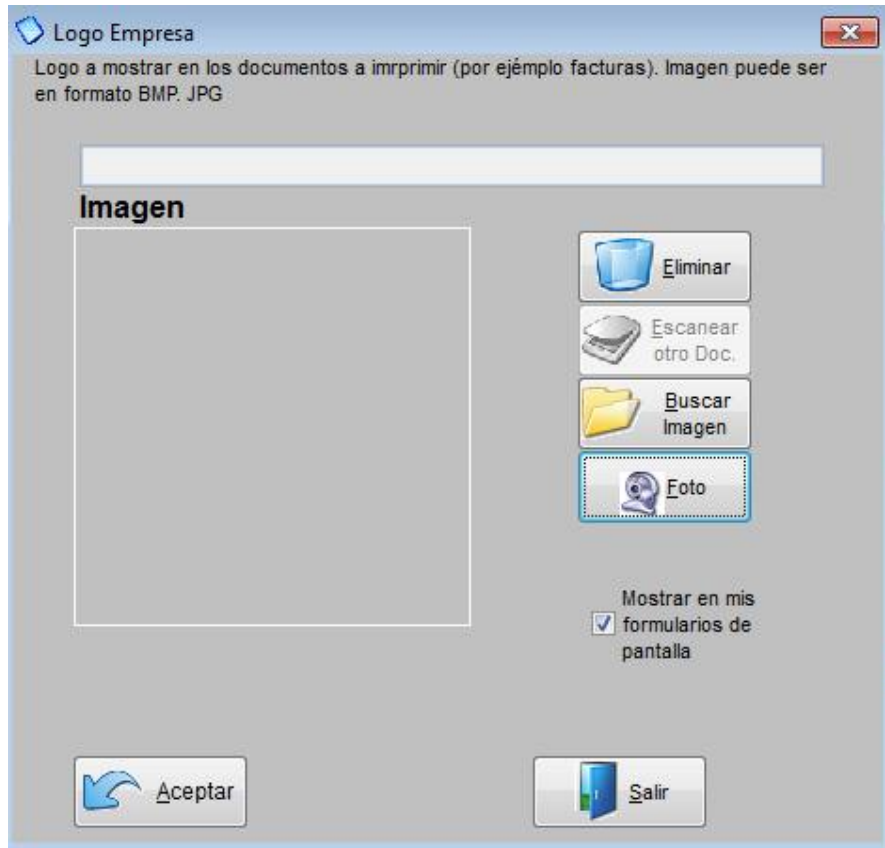 Logo Empresa
Logo a mostrar en los documentos a imrprimir (por ejémplo facturas). Imagen puede ser
en formato BMP. JPG
Imagen
Eliminar
Escanear
otro Doc.
Buscar
Imagen
Foto
Mostrar en mis
formularios de
pantalla
Aceptar
Salir